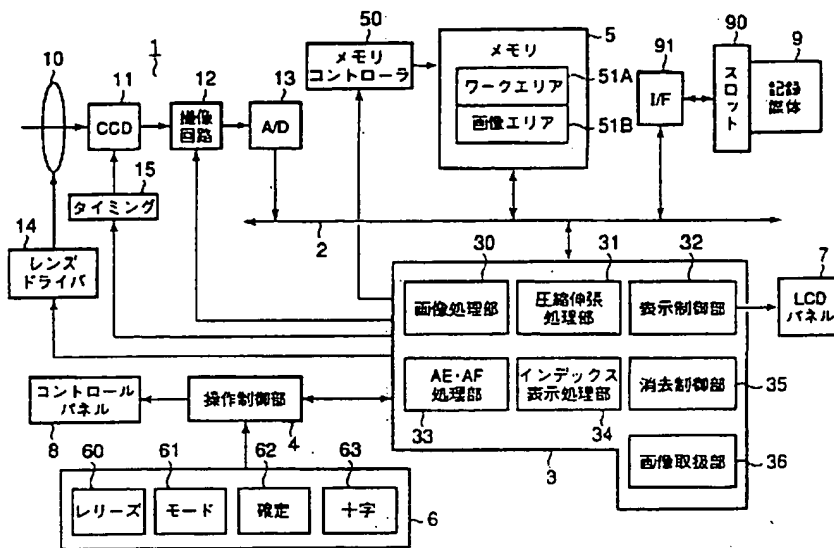 50
5
90
9
10
1
11
12
13
メモリ
コントローラ
メモリ
51A
ワークエリア
画像エリア
51B
91
I/F
スロット
記録
媒体
CCD
撮像
回路
A/D
15
タイミング
14
レンズ
ドライバ
2
30
31
32
7
画像処理部
圧縮伸張
処理部
表示制御部
LCD
パネル
AE・AF
処理部
インデックス
表示処理部
消去制御部
35
33
34
コントロール
パネル
操作制御部
8
4
3
画像取扱部
36
60
61
62
63
レリーズ
モード
確定
十字
6